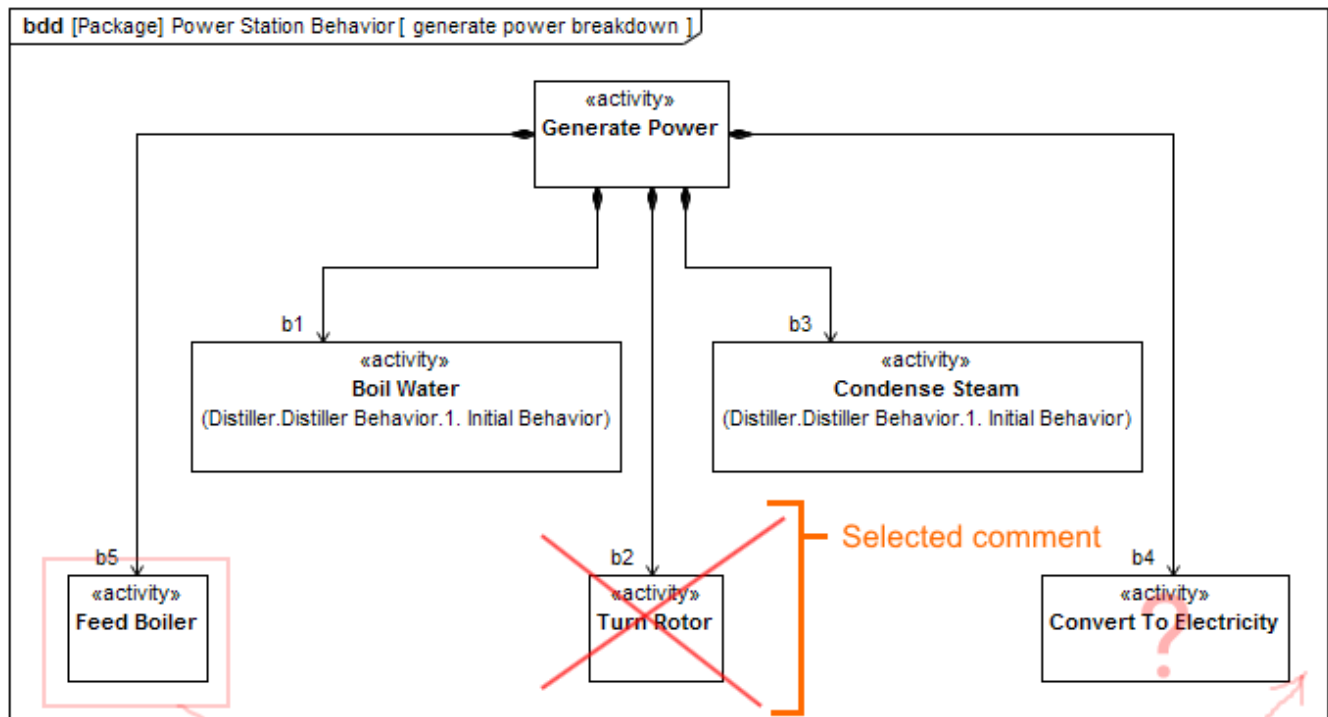 bdd [Package] Power Station Behavior [ generate power breakdown ]
«activity»
Generate Power
b1
b3
«activity»
Boil Water
(Distiller.Distiller Behavior.1. Initial Behavior)
«activity»
Condense Steam
(Distiller.Distiller Behavior.1. Initial Behavior)
Selected comment
b5
b2
b4
«activity»
Feed Boiler
«activity»
Turn Rotor
«activity»
Convert To Electricity
?